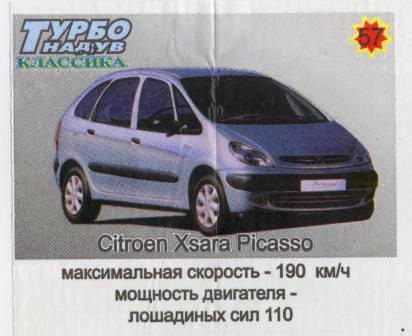 ТУРБО
НАДУВ
КЛАССИКА
57
Citroen Xsara Picasso
максимальная скорость - 190 км/ч
мощность двигателя -
лошадиных сил 110